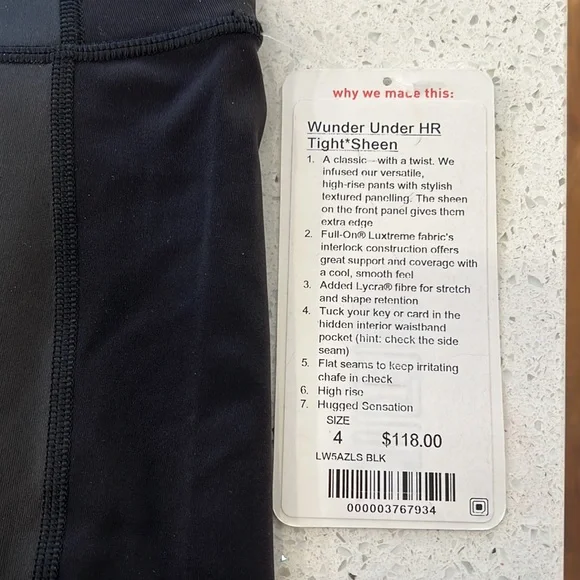 why we made this:
Wunder Under HR
Tight*Sheen
1. A classic - with a twist. We
infused our versatile,
high-rise pants with stylish
textured panelling. The sheen
on the front panel gives them
extra edge
2. Full-On® Luxtreme fabric's
interlock construction offers
great support and coverage with
a cool, smooth feel
3. Added Lycra® fibre for stretch
and shape retention
4. Tuck your key or card in the
hidden interior waistband
pocket (hint: check the side
seam)
5. Flat seams to keep irritating
chafe in check
6. High rise
7. Hugged Sensation
SIZE
4 $118.00
LW5AZLS BLK
000003767934